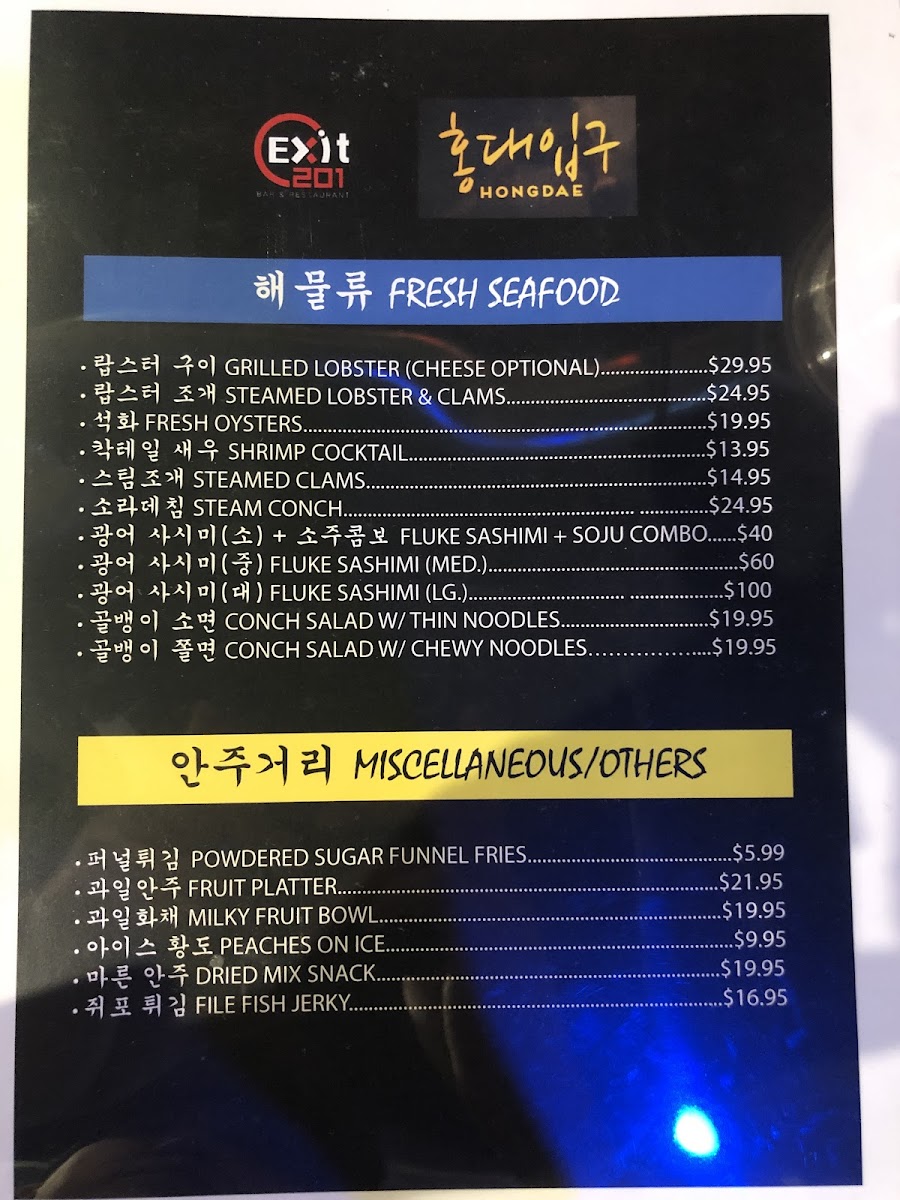 Exit
201
BAR & RESTAURANT
홍대입구
HONGDAE
해물류 FRESH SEAFOOD
· 랍스터 구이 GRILLED LOBSTER (CHEESE OPTIONAL)......................$29.95
· 랍스터 조개 STEAMED LOBSTER & CLAMS.........................................$24.95
· 석화 FRESH OYSTERS..................................................................................$19.95
· 칵테일 새우 SHRIMP COCKTAIL.............................................................$13.95
· 스팀조개 STEAMED CLAMS......................................................................$14.95
· 소라데침 STEAM CONCH............................................................ .............$24.95
· 광어 사시미(소) + 소주콤보 FLUKE SASHIMI + SOJU COMBO......$40
· 광어 사시미(중) FLUKE SASHIMI (MED.)....................................................$60
· 광어 사시미(대) FLUKE SASHIMI (LG.)................................ ...................$100
· 골뱅이 소면 CONCH SALAD W/ THIN NOODLES..............................$19.95
· 골뱅이 쫄면 CONCH SALAD W/ CHEWY NOODLES……………....$19.95
안주거리 MISCELLANEOUS/OTHERS
· 퍼널튀김 POWDERED SUGAR FUNNEL FRIES..........................................$5.99
· 과일안주 FRUIT PLATTER..............................................................................$21.95
· 과일화채 MILKY FRUIT BOWL......................................................................$19.95
· 아이스 황도 PEACHES ON ICE.......................................................................$9.95
· 마른 안주 DRIED MIX SNACK.......................................................................$19.95
· 쥐포 튀김 FILE FISH JERKY.............................................................................$16.95